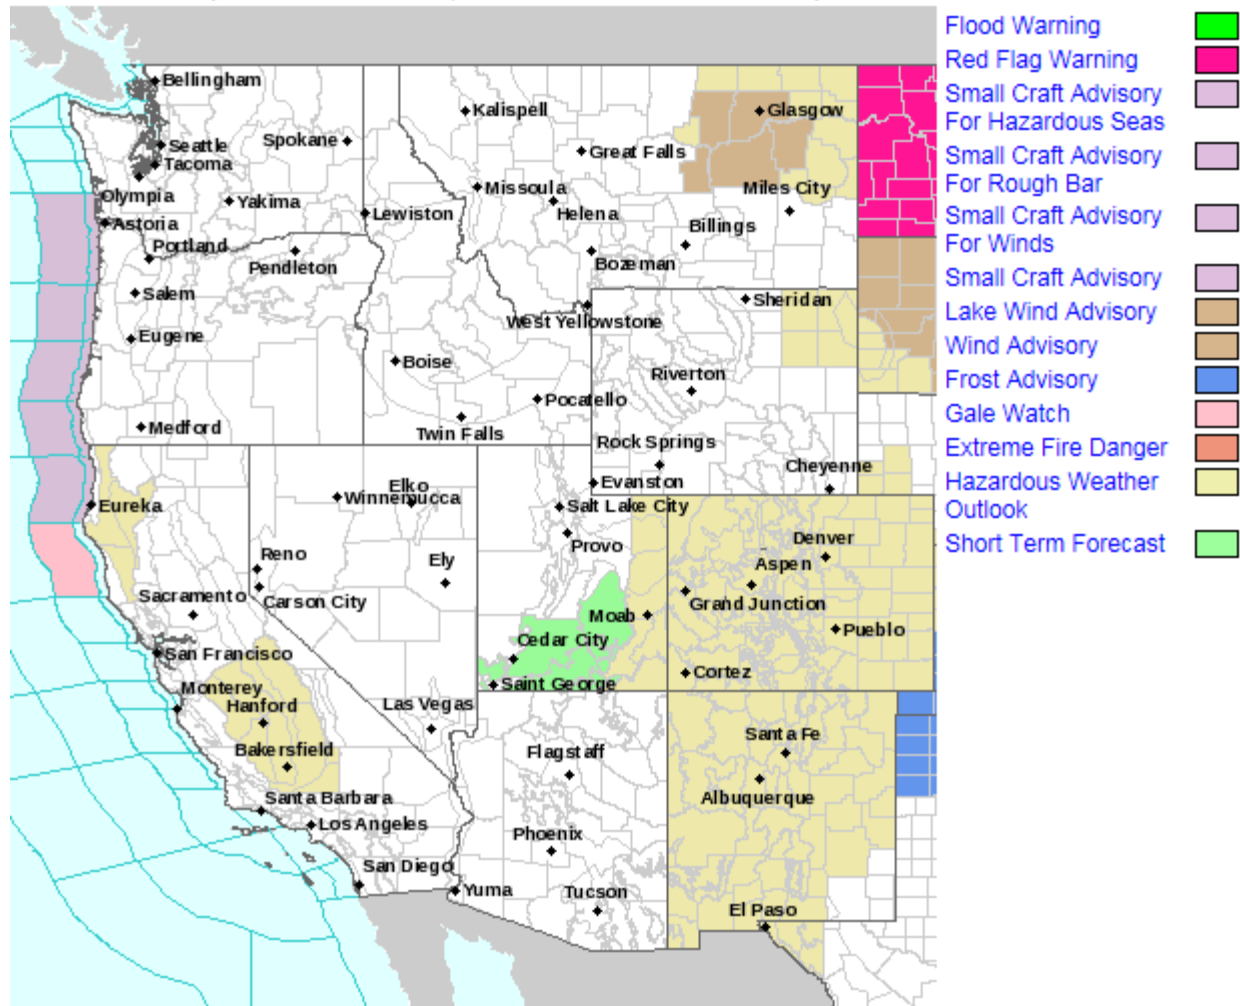 Bellingham
Flood Warning
Red Flag Warning
Small Craft Advisory
For Hazardous Seas
Small Craft Advisory
For Rough Bar
Small Craft Advisory
For Winds
Small Craft Advisory
Lake Wind Advisory
Wind Advisory
Frost Advisory
Gale Watch
Extreme Fire Danger
Hazardous Weather
Outlook
Short Term Forecast
Kalispell
Glasgow
Seattle
Spokane
Great Falls
Tacoma
Olympia
Missoula
Miles City
Yakima
Helena
Astoria
Lewiston
Billings
Portland
Pendleton
Bozeman
Salem
Sheridan
West Yellowstone
Eugene
Boise
Riverton
Pocatello
Medford
Twin Falls
Rock Springs
Cheyenne
Elko
Evanston
Winnemucca
Eureka
Salt Lake City
Provo
Denver
Reno
Ely
Aspen
Sacramento
Carson City
Grand Junction
Moab
Pueblo
Cedar City
San Francisco
Cortez
Saint George
Monterey
Hanford
Las Vegas
Santa Fe
Bakersfield
Flagstaff
Albuquerque
Santa Barbara
Los Angeles
Phoenix
San Diego
Yuma
Tucson
El Paso